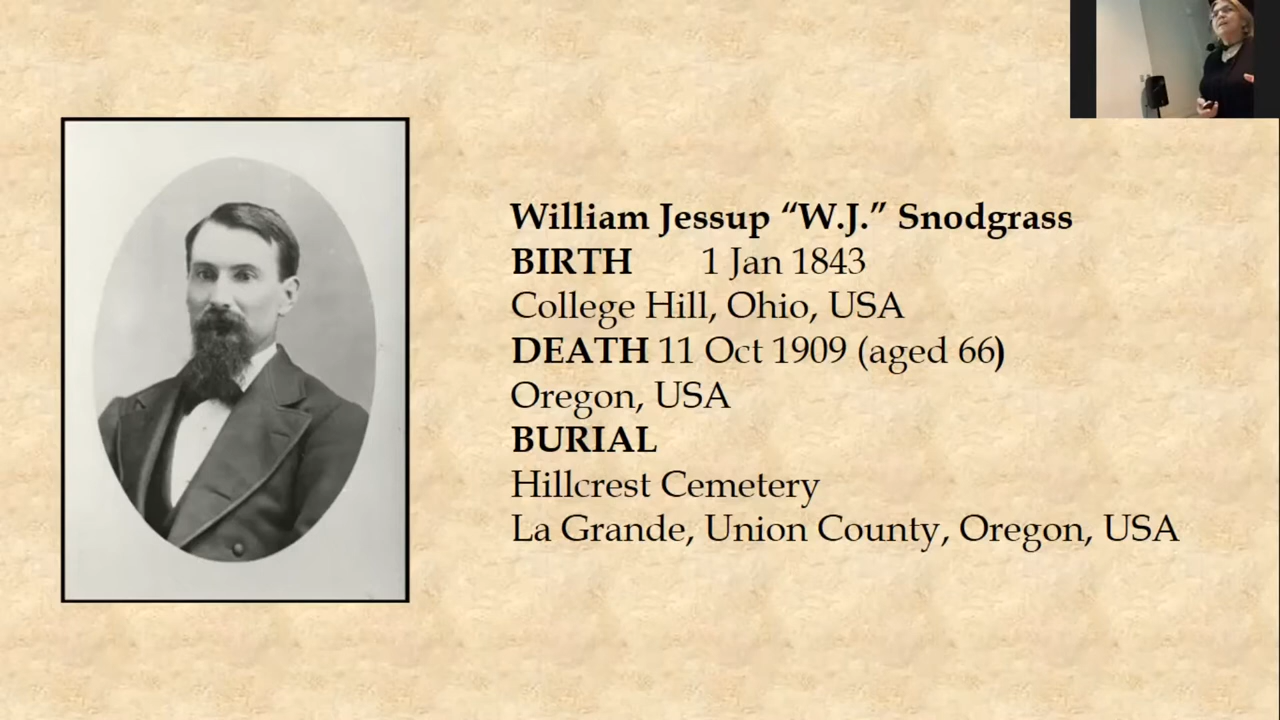 William Jessup “W.J.” Snodgrass
BIRTH 1 Jan 1843
College Hill, Ohio, USA
DEATH 11 Oct 1909 (aged 66)
Oregon, USA
BURIAL
Hillcrest Cemetery
La Grande, Union County, Oregon, USA